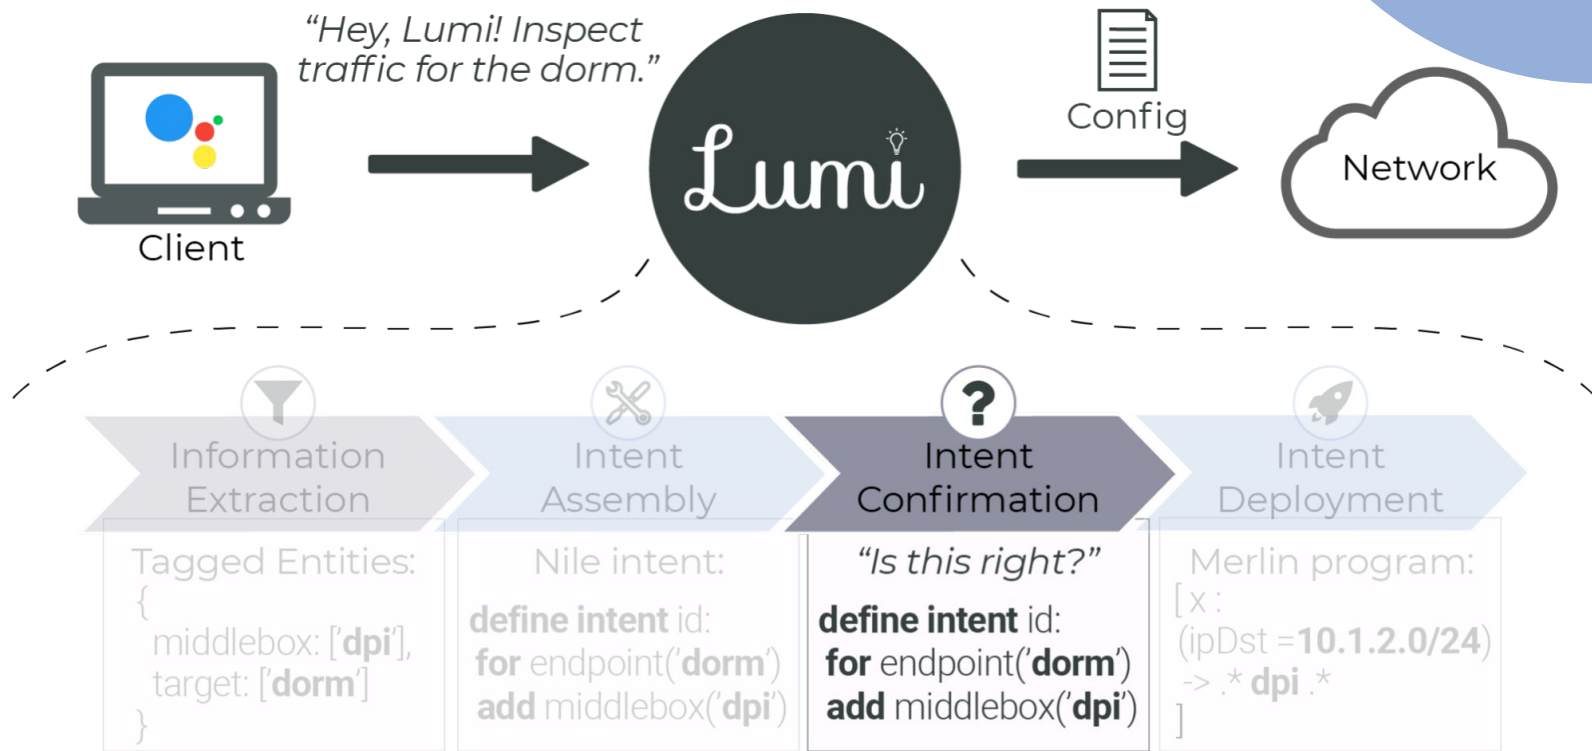 “Hey, Lumi! Inspect
traffic for the dorm.”
Client
Lumi
Config
Network
Information
Extraction
Intent
Assembly
Intent
Confirmation
Intent
Deployment
Tagged Entities:
{
middlebox: ['dpi'],
target: ['dorm']
}
Nile intent:
define intent id:
for endpoint('dorm')
add middlebox('dpi')
“Is this right?”
define intent id:
for endpoint('dorm')
add middlebox('dpi')
Merlin program:
[ x :
(ipDst =10.1.2.0/24)
-> .* dpi .*
]